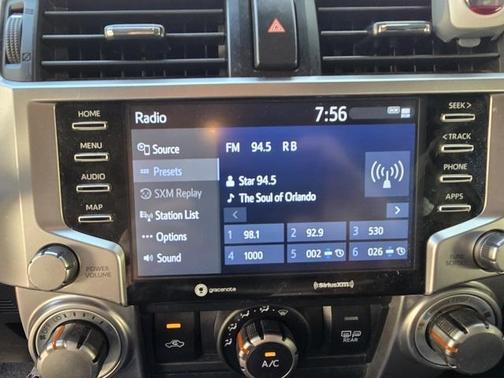 HOME
MENU
AUDIO
MAP
POWER
VOLUME
Radio
7:56
Source
Presets
SXM Replay
Station List
Options
Sound
FM 94.5 R B
Star 94.5
The Soul of Orlando
< >
1 98.1
2 92.9
3 530
4 1000
5 002
6 026
SEEK >
< TRACK
PHONE
APPS
TUNE
SCROLL
gracenote
SiriusXM
A/C
REAR